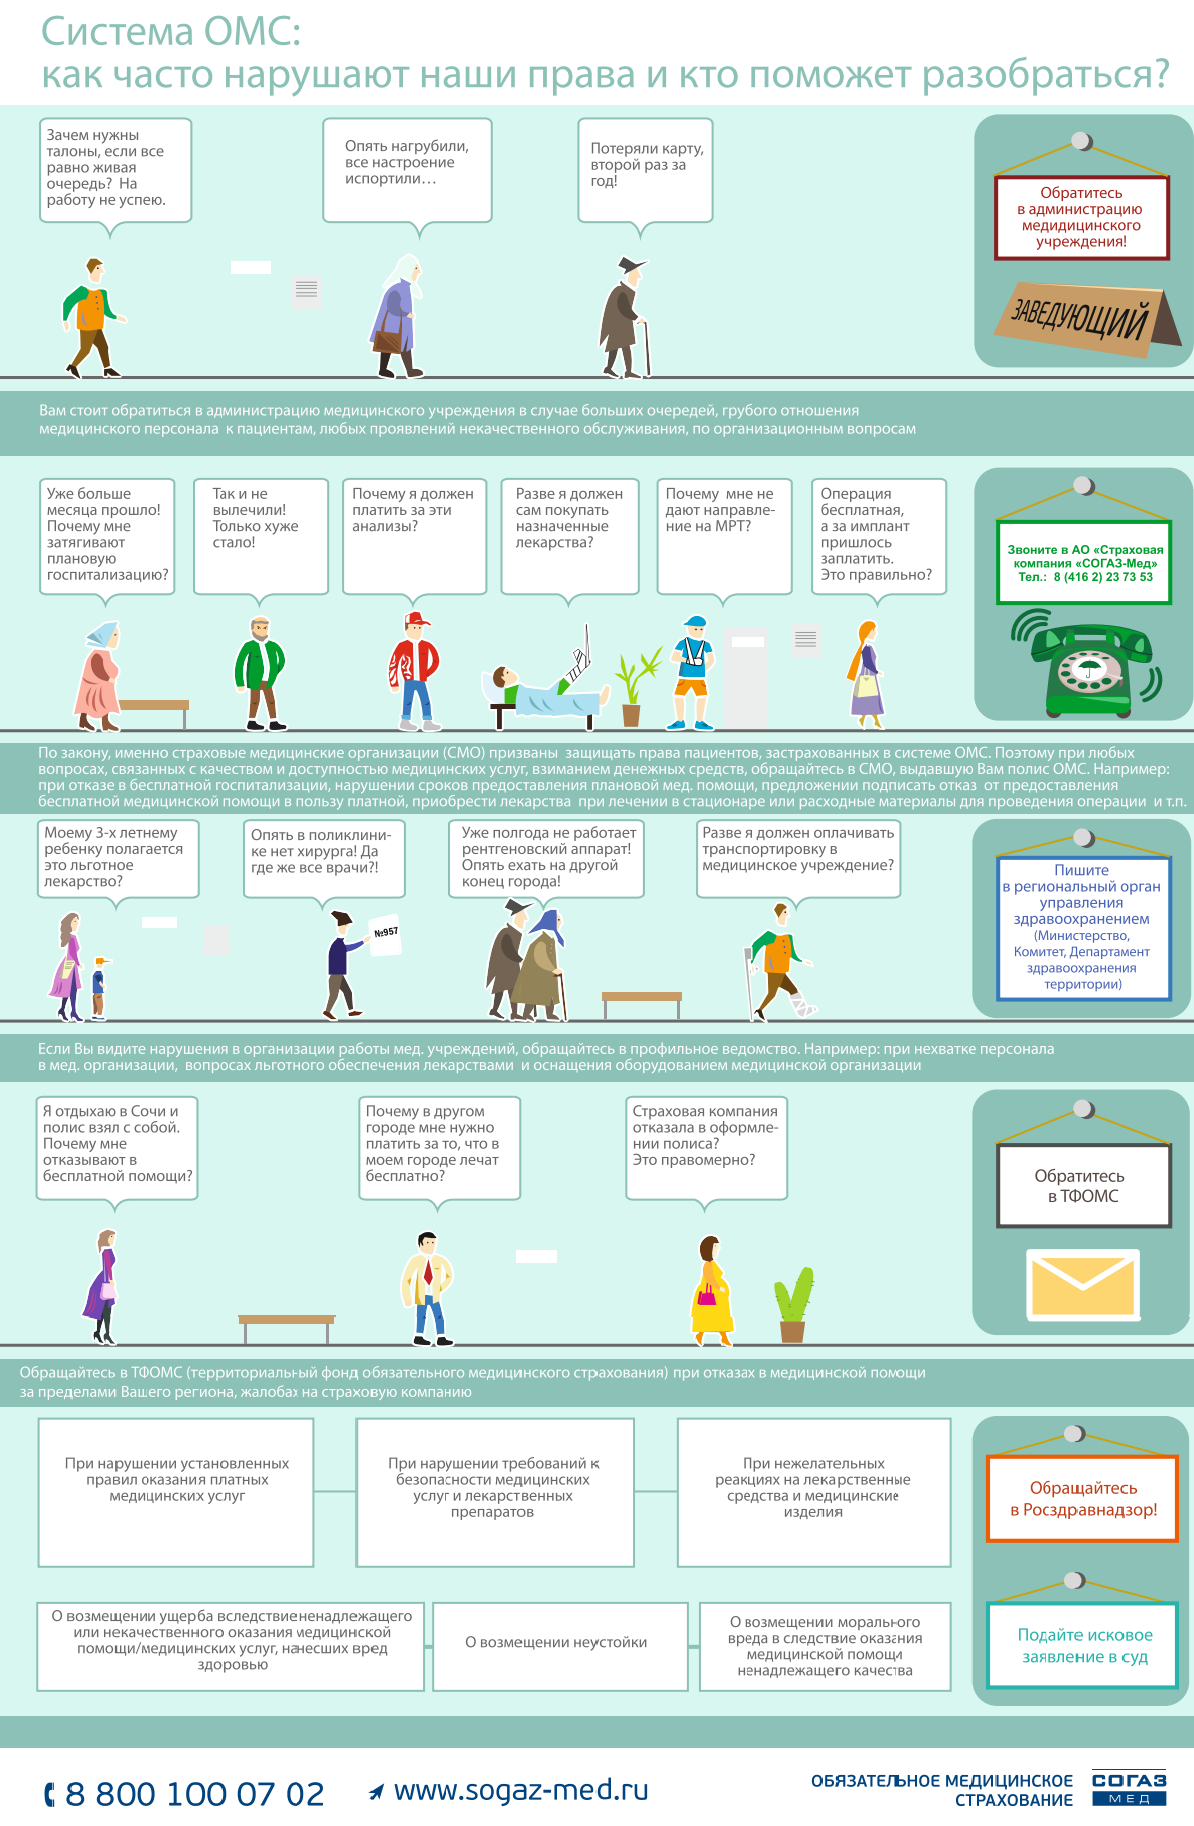 Система ОМС:
как часто нарушают наши права и кто поможет разобраться?
Зачем нужны
талоны, если все
равно живая
очередь? На
работу не успею.
Опять нагрубили,
все настроение
испортили…
Потеряли карту,
второй раз за
год!
Обратитесь
в администрацию
медидицинского
учреждения!
ЗАВЕДУЮЩИЙ
Вам стоит обратиться в администрацию медицинского учреждения в случае больших очередей, грубого отношения
медицинского персонала к пациентам, любых проявлений некачественного обслуживания, по организационным вопросам
Уже больше
месяца прошло!
Почему мне
затягивают
плановую
госпитализацию?
Так и не
вылечили!
Только хуже
стало!
Почему я должен
платить за эти
анализы?
Разве я должен
сам покупать
назначенные
лекарства?
Почему мне не
дают направле-
ние на МРТ?
Операция
бесплатная,
а за имплант
пришлось
заплатить.
Это правильно?
Звоните в АО «Страховая
компания «СОГАЗ-Мед»
Тел.: 8 (416 2) 23 73 53
По закону, именно страховые медицинские организации (СМО) призваны защищать права пациентов, застрахованных в системе ОМС. Поэтому при любых
вопросах, связанных с качеством и доступностью медицинских услуг, взиманием денежных средств, обращайтесь в СМО, выдавшую Вам полис ОМС. Например:
при отказе в бесплатной госпитализации, нарушении сроков предоставления плановой мед. помощи, предложении подписать отказ от предоставления
бесплатной медицинской помощи в пользу платной, приобрести лекарства при лечении в стационаре или расходные материалы для проведения операции и т.п.
Моему 3-х летнему
ребенку полагается
это льготное
лекарство?
Опять в поликлини-
ке нет хирурга! Да
где же все врачи?!
Уже полгода не работает
рентгеновский аппарат!
Опять ехать на другой
конец города!
Разве я должен оплачивать
транспортировку в
медицинское учреждение?
№957
Пишите
в региональный орган
управления
здравоохранением
(Министерство,
Комитет, Департамент
здравоохранения
территории)
Если Вы видите нарушения в организации работы мед. учреждений, обращайтесь в профильное ведомство. Например: при нехватке персонала
в мед. организации, вопросах льготного обеспечения лекарствами и оснащения оборудованием медицинской организации
Я отдыхаю в Сочи и
полис взял с собой.
Почему мне
отказывают в
бесплатной помощи?
Почему в другом
городе мне нужно
платить за то, что в
моем городе лечат
бесплатно?
Страховая компания
отказала в оформле-
нии полиса?
Это правомерно?
Обратитесь
в ТФОМС
Обращайтесь в ТФОМС (территориальный фонд обязательного медицинского страхования) при отказах в медицинской помощи
за пределами Вашего региона, жалобах на страховую компанию
При нарушении установленных
правил оказания платных
медицинских услуг
При нарушении требований к
безопасности медицинских
услуг и лекарственных
препаратов
При нежелательных
реакциях на лекарственные
средства и медицинские
изделия
Обращайтесь
в Росздравнадзор!
О возмещении ущерба вследствие ненадлежащего
или некачественного оказания медицинской
помощи/медицинских услуг, нанесших вред
здоровью
О возмещении неустойки
О возмещении морального
вреда в следствие оказания
медицинской помощи
ненадлежащего качества
Подайте исковое
заявление в суд
8 800 100 07 02
www.sogaz-med.ru
ОБЯЗАТЕЛЬНОЕ МЕДИЦИНСКОЕ
СТРАХОВАНИЕ
СОГАЗ
МЕД